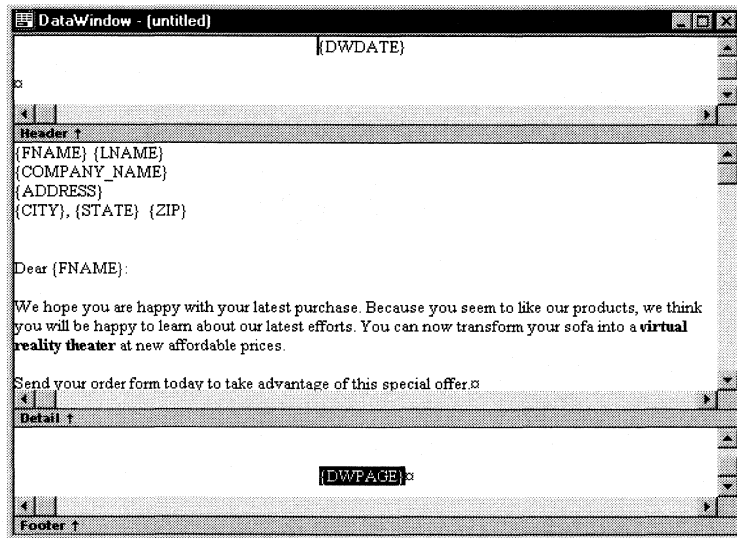 DataWindow - (untitled)
{DWDATE}
¤
Header ↑
{FNAME} {LNAME}
{COMPANY_NAME}
{ADDRESS}
{CITY}, {STATE} {ZIP}
Dear {FNAME}:
We hope you are happy with your latest purchase. Because you seem to like our products, we think
you will be happy to learn about our latest efforts. You can now transform your sofa into a virtual
reality theater at new affordable prices.
Send your order form today to take advantage of this special offer.¤
Detail ↑
{DWPAGE}¤
Footer ↑